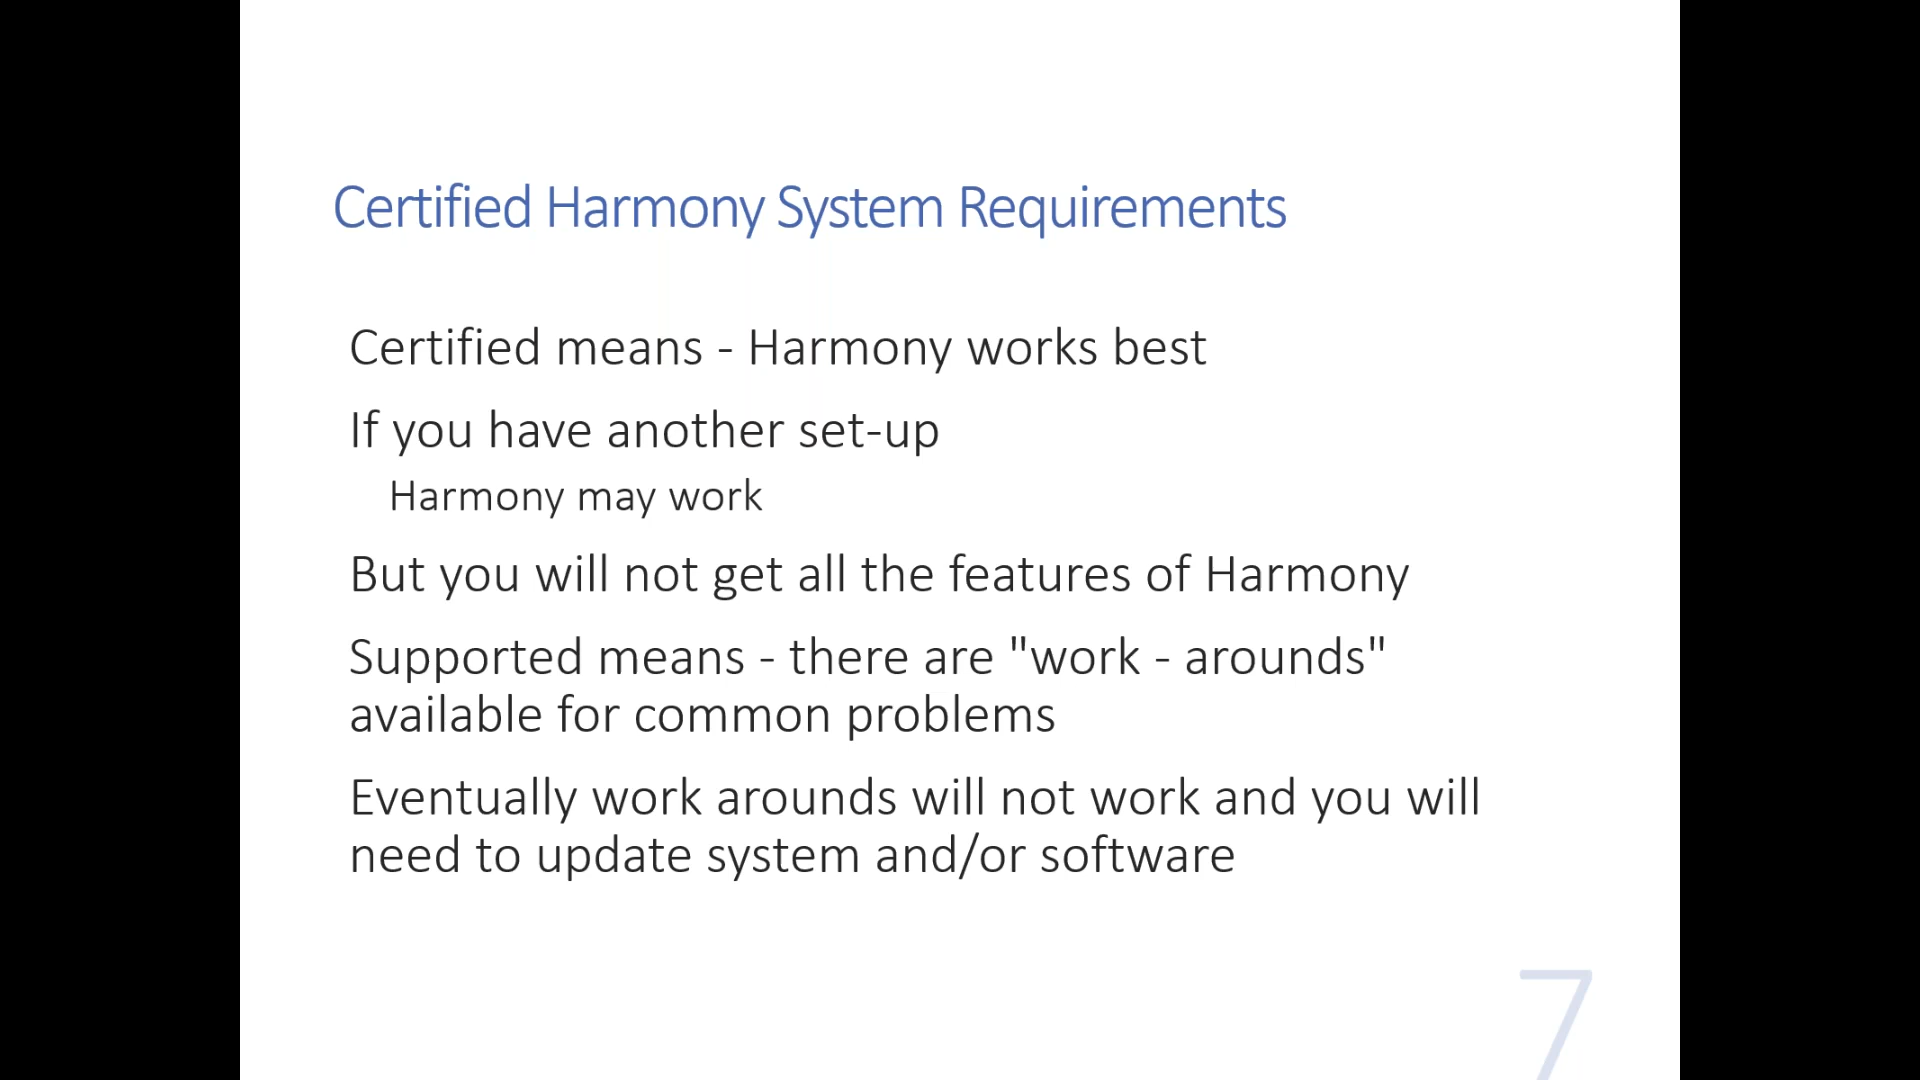 Certified Harmony System Requirements
Certified means - Harmony works best
If you have another set-up
Harmony may work
But you will not get all the features of Harmony
Supported means - there are "work - arounds"
available for common problems
Eventually work arounds will not work and you will
need to update system and/or software
7